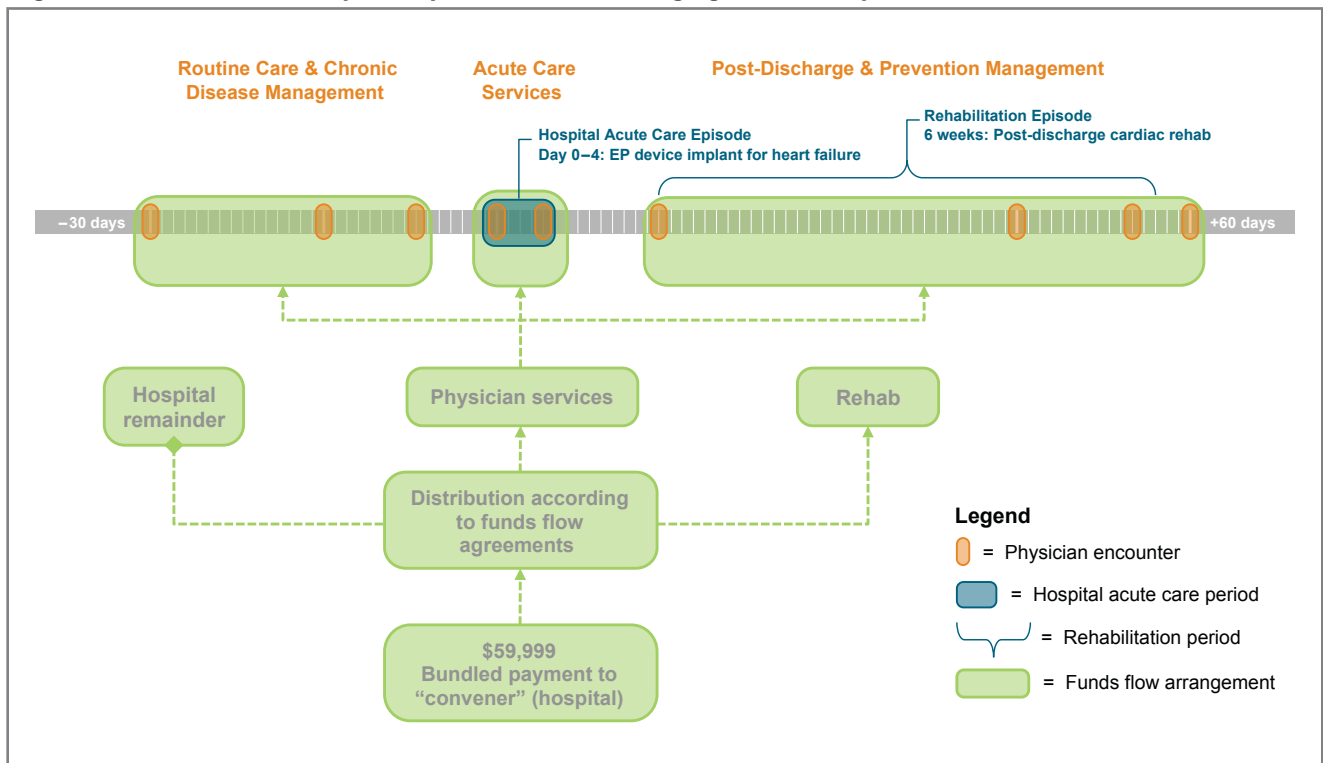 Routine Care & Chronic
Disease Management
Acute Care
Services
Post-Discharge & Prevention Management
Hospital Acute Care Episode
Day 0–4: EP device implant for heart failure
Rehabilitation Episode
6 weeks: Post-discharge cardiac rehab
–30 days
+60 days
Hospital
remainder
Physician services
Rehab
Distribution according
to funds flow
agreements
$59,999
Bundled payment to
“convener” (hospital)
Legend
= Physician encounter
= Hospital acute care period
= Rehabilitation period
= Funds flow arrangement